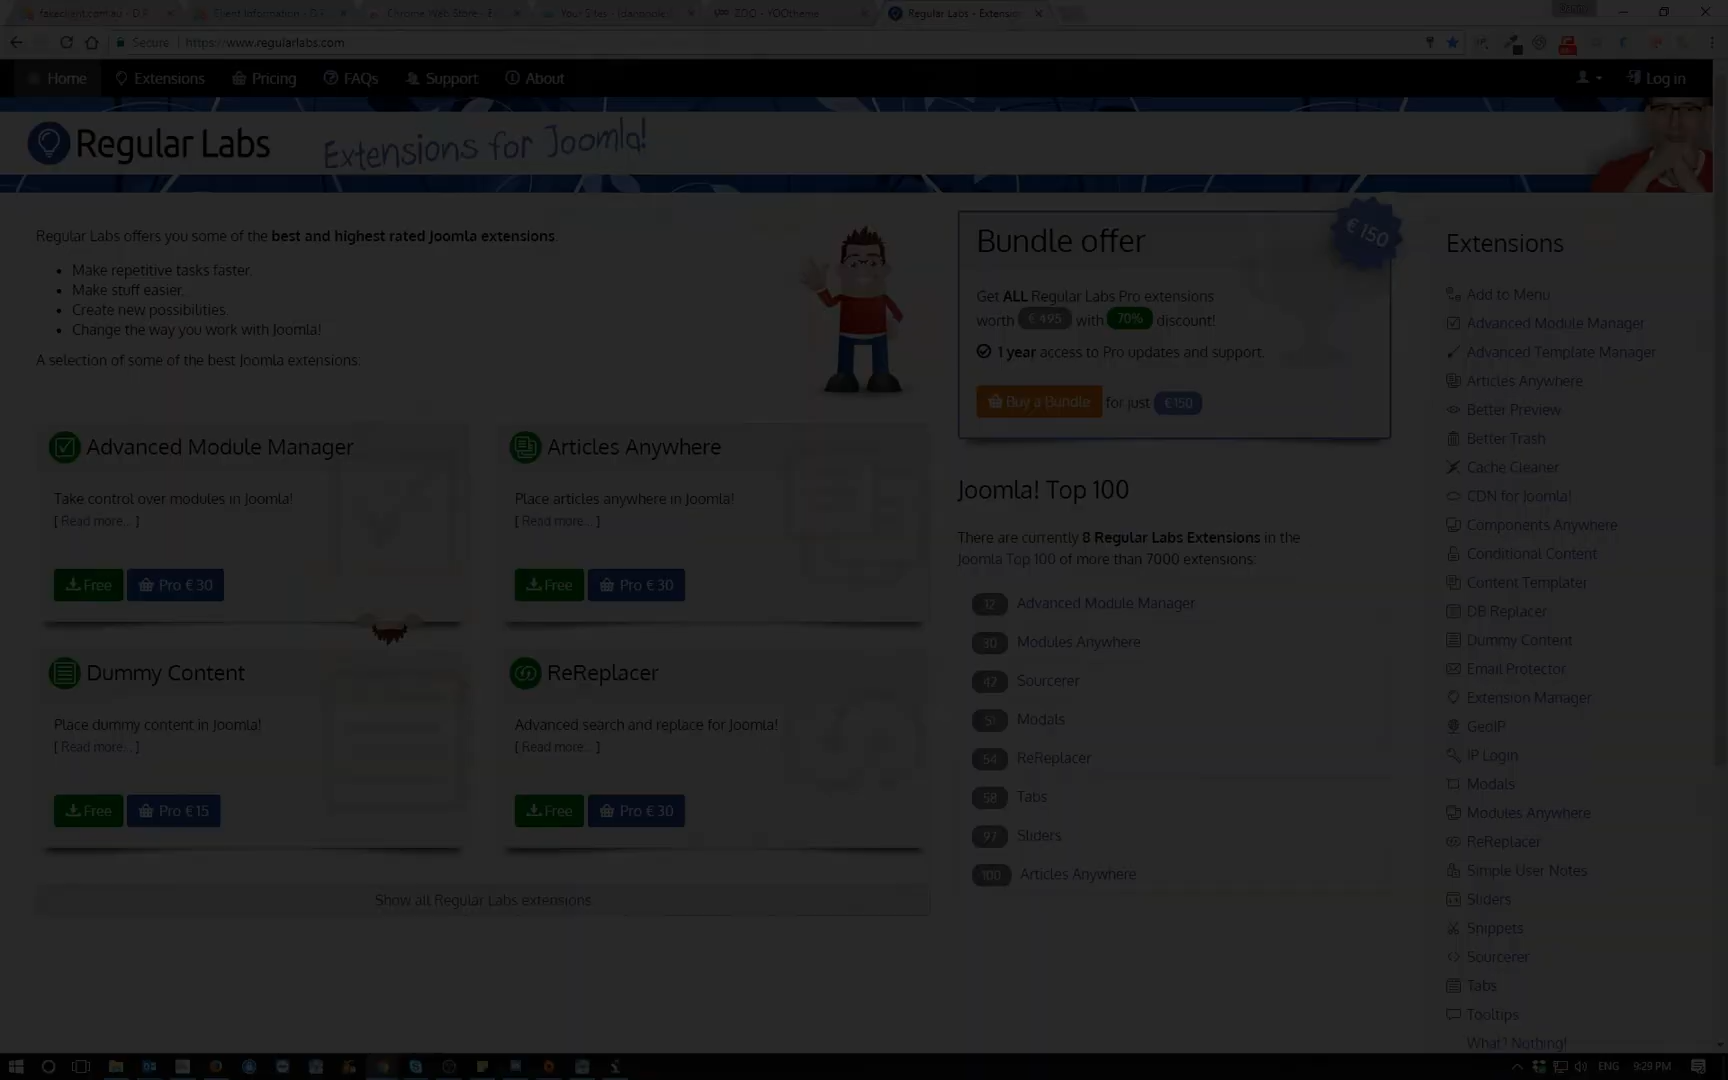 Event Information - D
Chrome Web Store - E
Your Sites
ZOO - YOOtheme
Regular Labs - Extensio
Secure
https://www.regularlabs.com
Home
Extensions
Pricing
FAQs
Support
About
Log in
Regular Labs
Extensions for Joomla!
Regular Labs offers you some of the best and highest rated Joomla extensions.
Make repetitive tasks faster.
Make stuff easier.
Create new possibilities.
Change the way you work with Joomla!
A selection of some of the best Joomla extensions:
Advanced Module Manager
Take control over modules in Joomla!
[ Read more... ]
Free
Pro € 30
Articles Anywhere
Place articles anywhere in Joomla!
[ Read more... ]
Free
Pro € 30
Dummy Content
Place dummy content in Joomla!
[ Read more... ]
Free
Pro € 15
ReReplacer
Advanced search and replace for Joomla!
[ Read more... ]
Free
Pro € 30
Show all Regular Labs extensions
Bundle offer
€ 150
Get ALL Regular Labs Pro extensions
worth € 495 with 70% discount!
1 year access to Pro updates and support.
Buy a Bundle for just € 150
Joomla! Top 100
There are currently 8 Regular Labs Extensions in the
Joomla Top 100 of more than 7000 extensions:
12 Advanced Module Manager
30 Modules Anywhere
42 Sourcerer
51 Modals
54 ReReplacer
58 Tabs
97 Sliders
100 Articles Anywhere
Extensions
Add to Menu
Advanced Module Manager
Advanced Template Manager
Articles Anywhere
Better Preview
Better Trash
Cache Cleaner
CDN for Joomla!
Components Anywhere
Conditional Content
Content Templater
DB Replacer
Dummy Content
Email Protector
Extension Manager
GeoIP
IP Login
Modals
Modules Anywhere
ReReplacer
Simple User Notes
Sliders
Snippets
Sourcerer
Tabs
Tooltips
What? Nothing!
ENG
9:29 PM